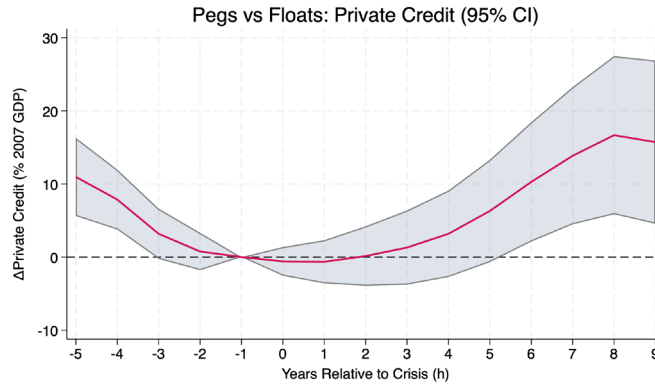 Pegs vs Floats: Private Credit (95% CI)
ΔPrivate Credit (% 2007 GDP)
30
20
10
0
-10
-5 -4 -3 -2 -1 0 1 2 3 4 5 6 7 8 9
Years Relative to Crisis (h)